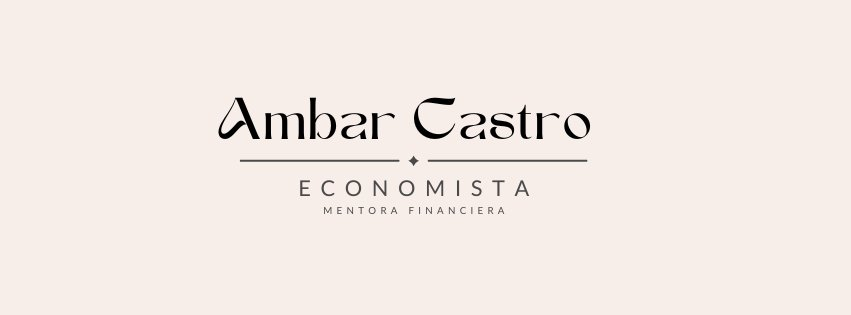 Ambar Castro
ECONOMISTA
MENTORA FINANCIERA